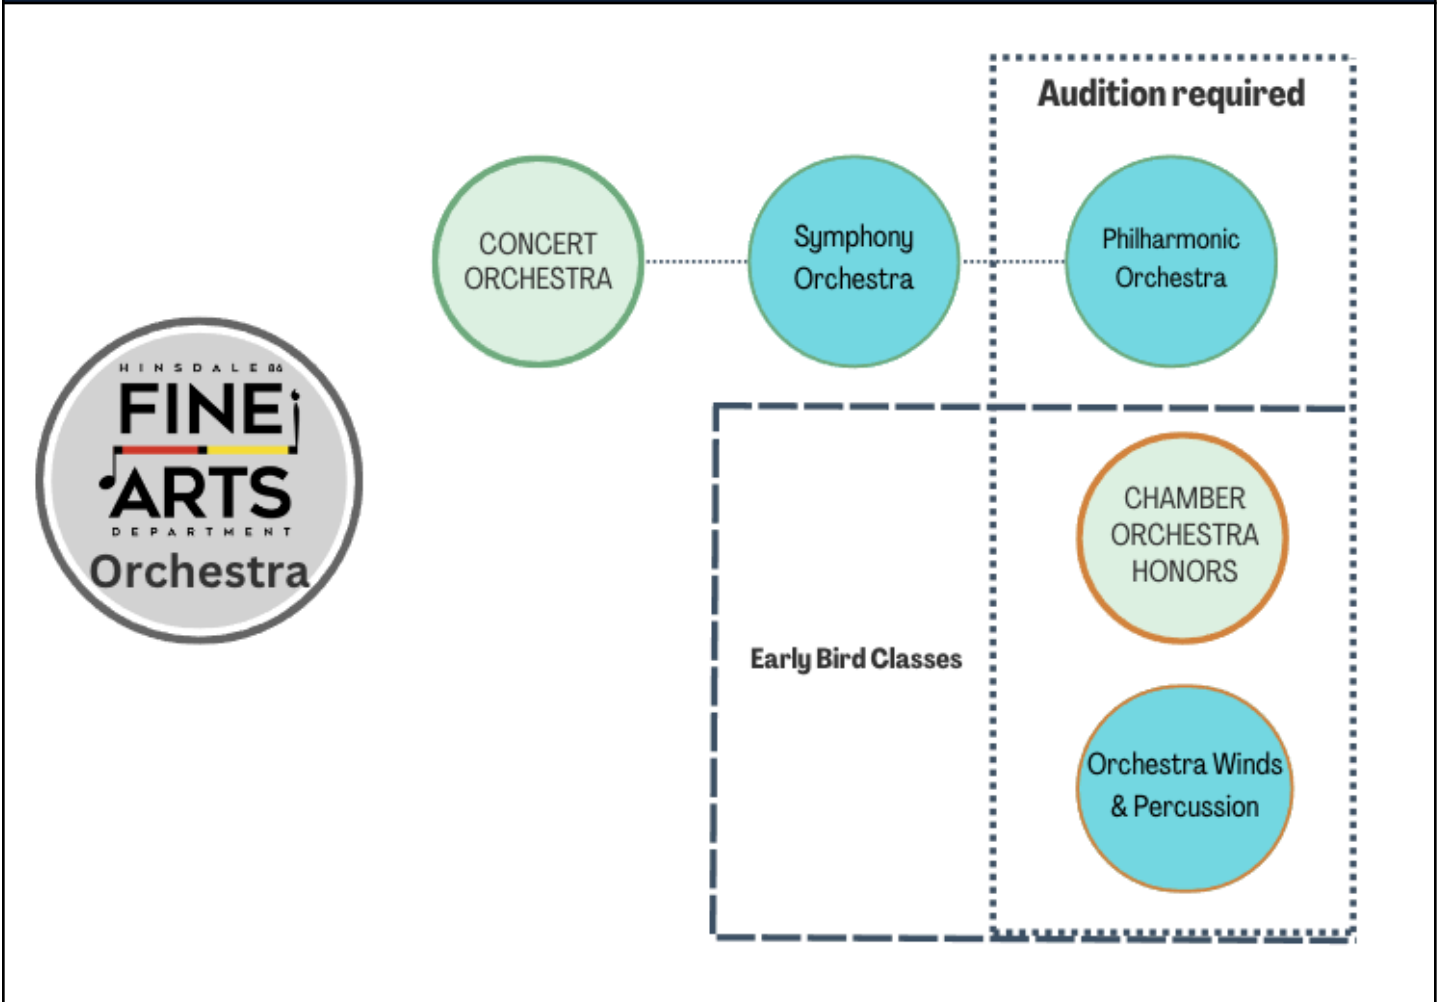 Audition required
CONCERT
ORCHESTRA
Symphony
Orchestra
Philharmonic
Orchestra
HINSDALE 86
FINE
ARTS
DEPARTMENT
Orchestra
CHAMBER
ORCHESTRA
HONORS
Early Bird Classes
Orchestra Winds
& Percussion